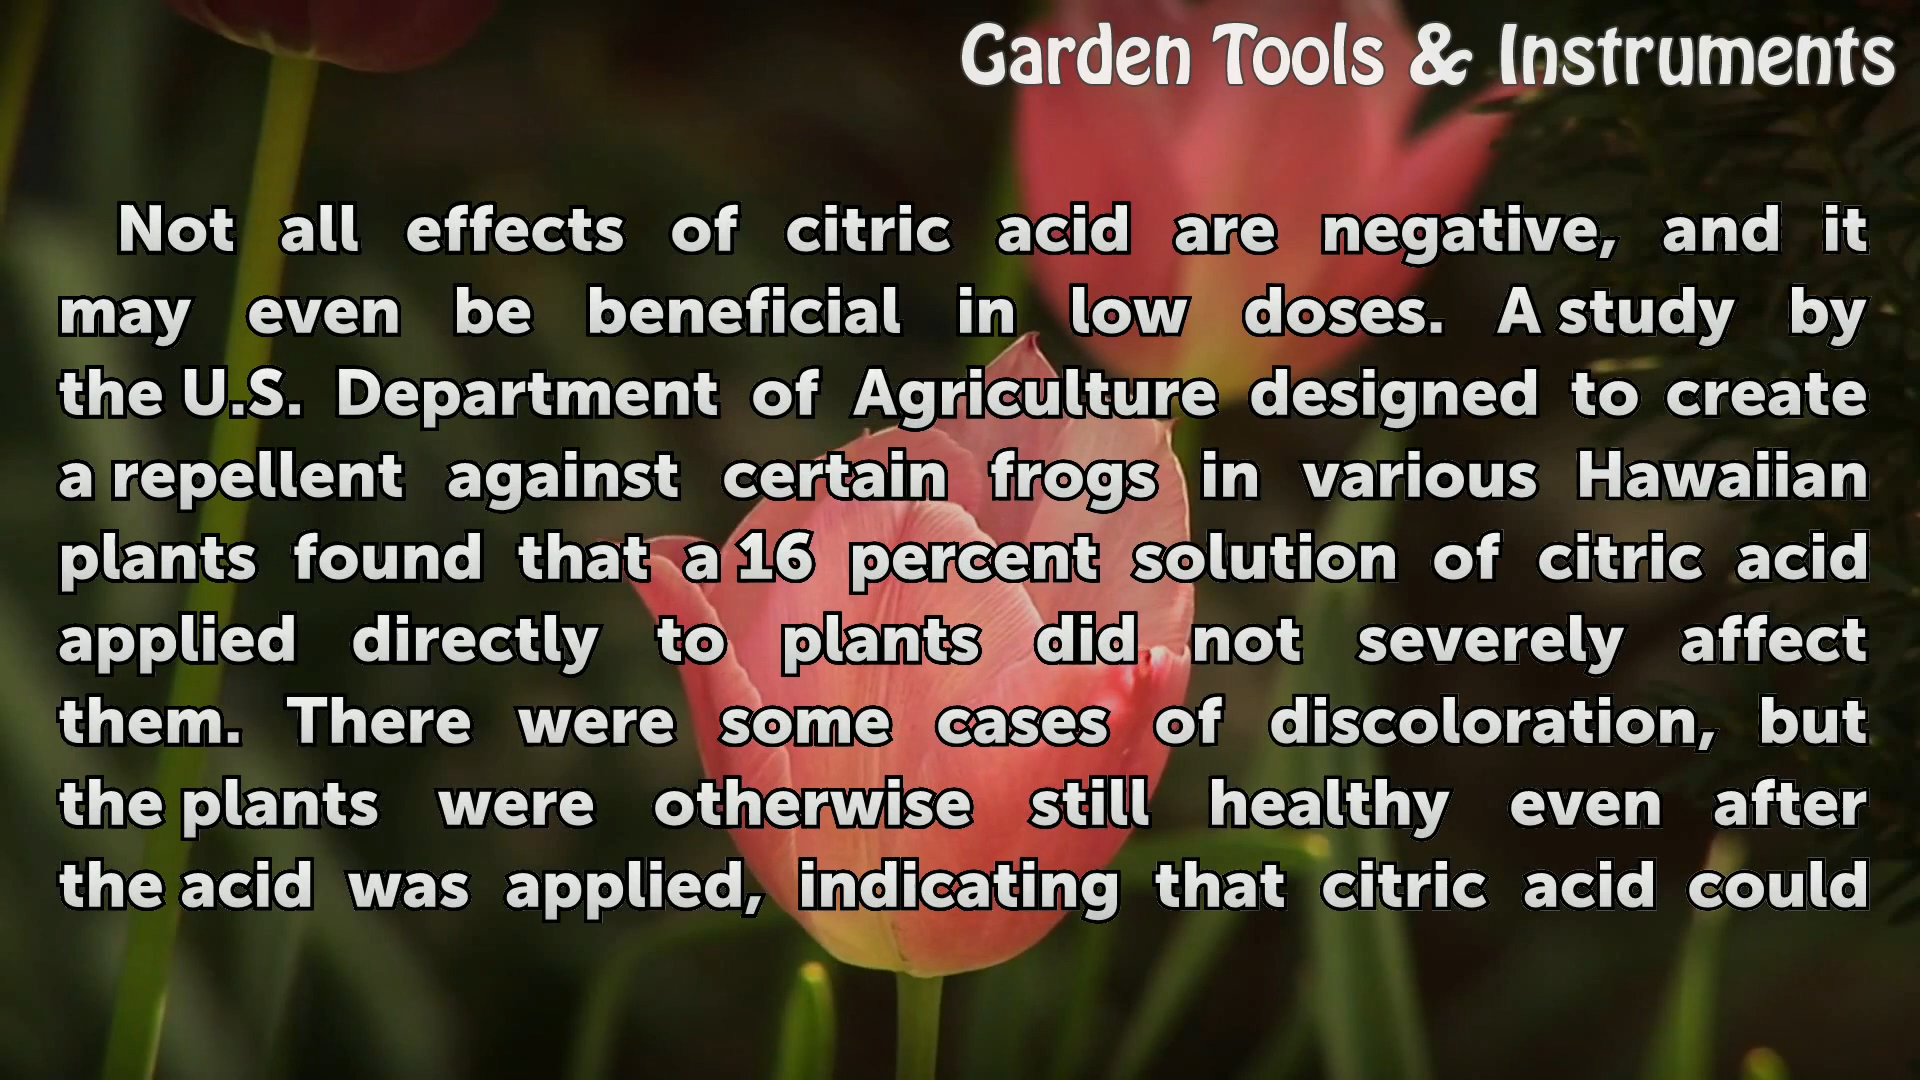 Garden Tools & Instruments
Not all effects of citric acid are negative, and it
may even be beneficial in low doses. A study by
the U.S. Department of Agriculture designed to create
a repellent against certain frogs in various Hawaiian
plants found that a 16 percent solution of citric acid
applied directly to plants did not severely affect
them. There were some cases of discoloration, but
the plants were otherwise still healthy even after
the acid was applied, indicating that citric acid could